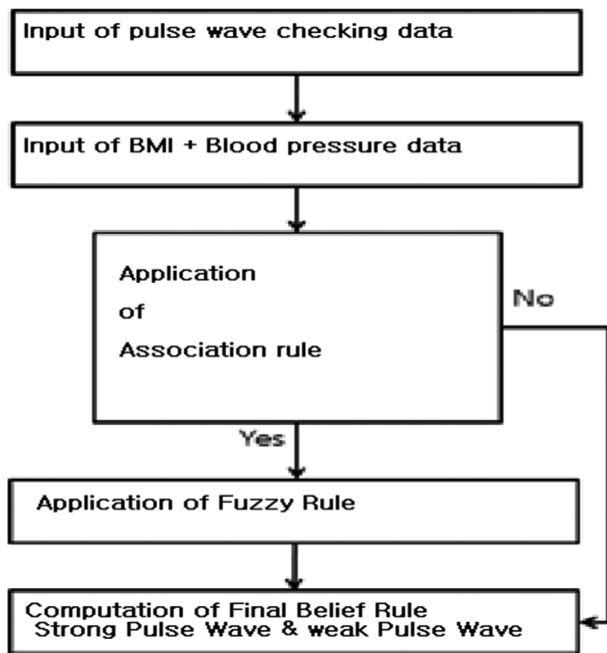 Input of pulse wave checking data
Input of BMI + Blood pressure data
Application
of
Association rule
No
Yes
Application of Fuzzy Rule
Computation of Final Belief Rule
Strong Pulse Wave & weak Pulse Wave